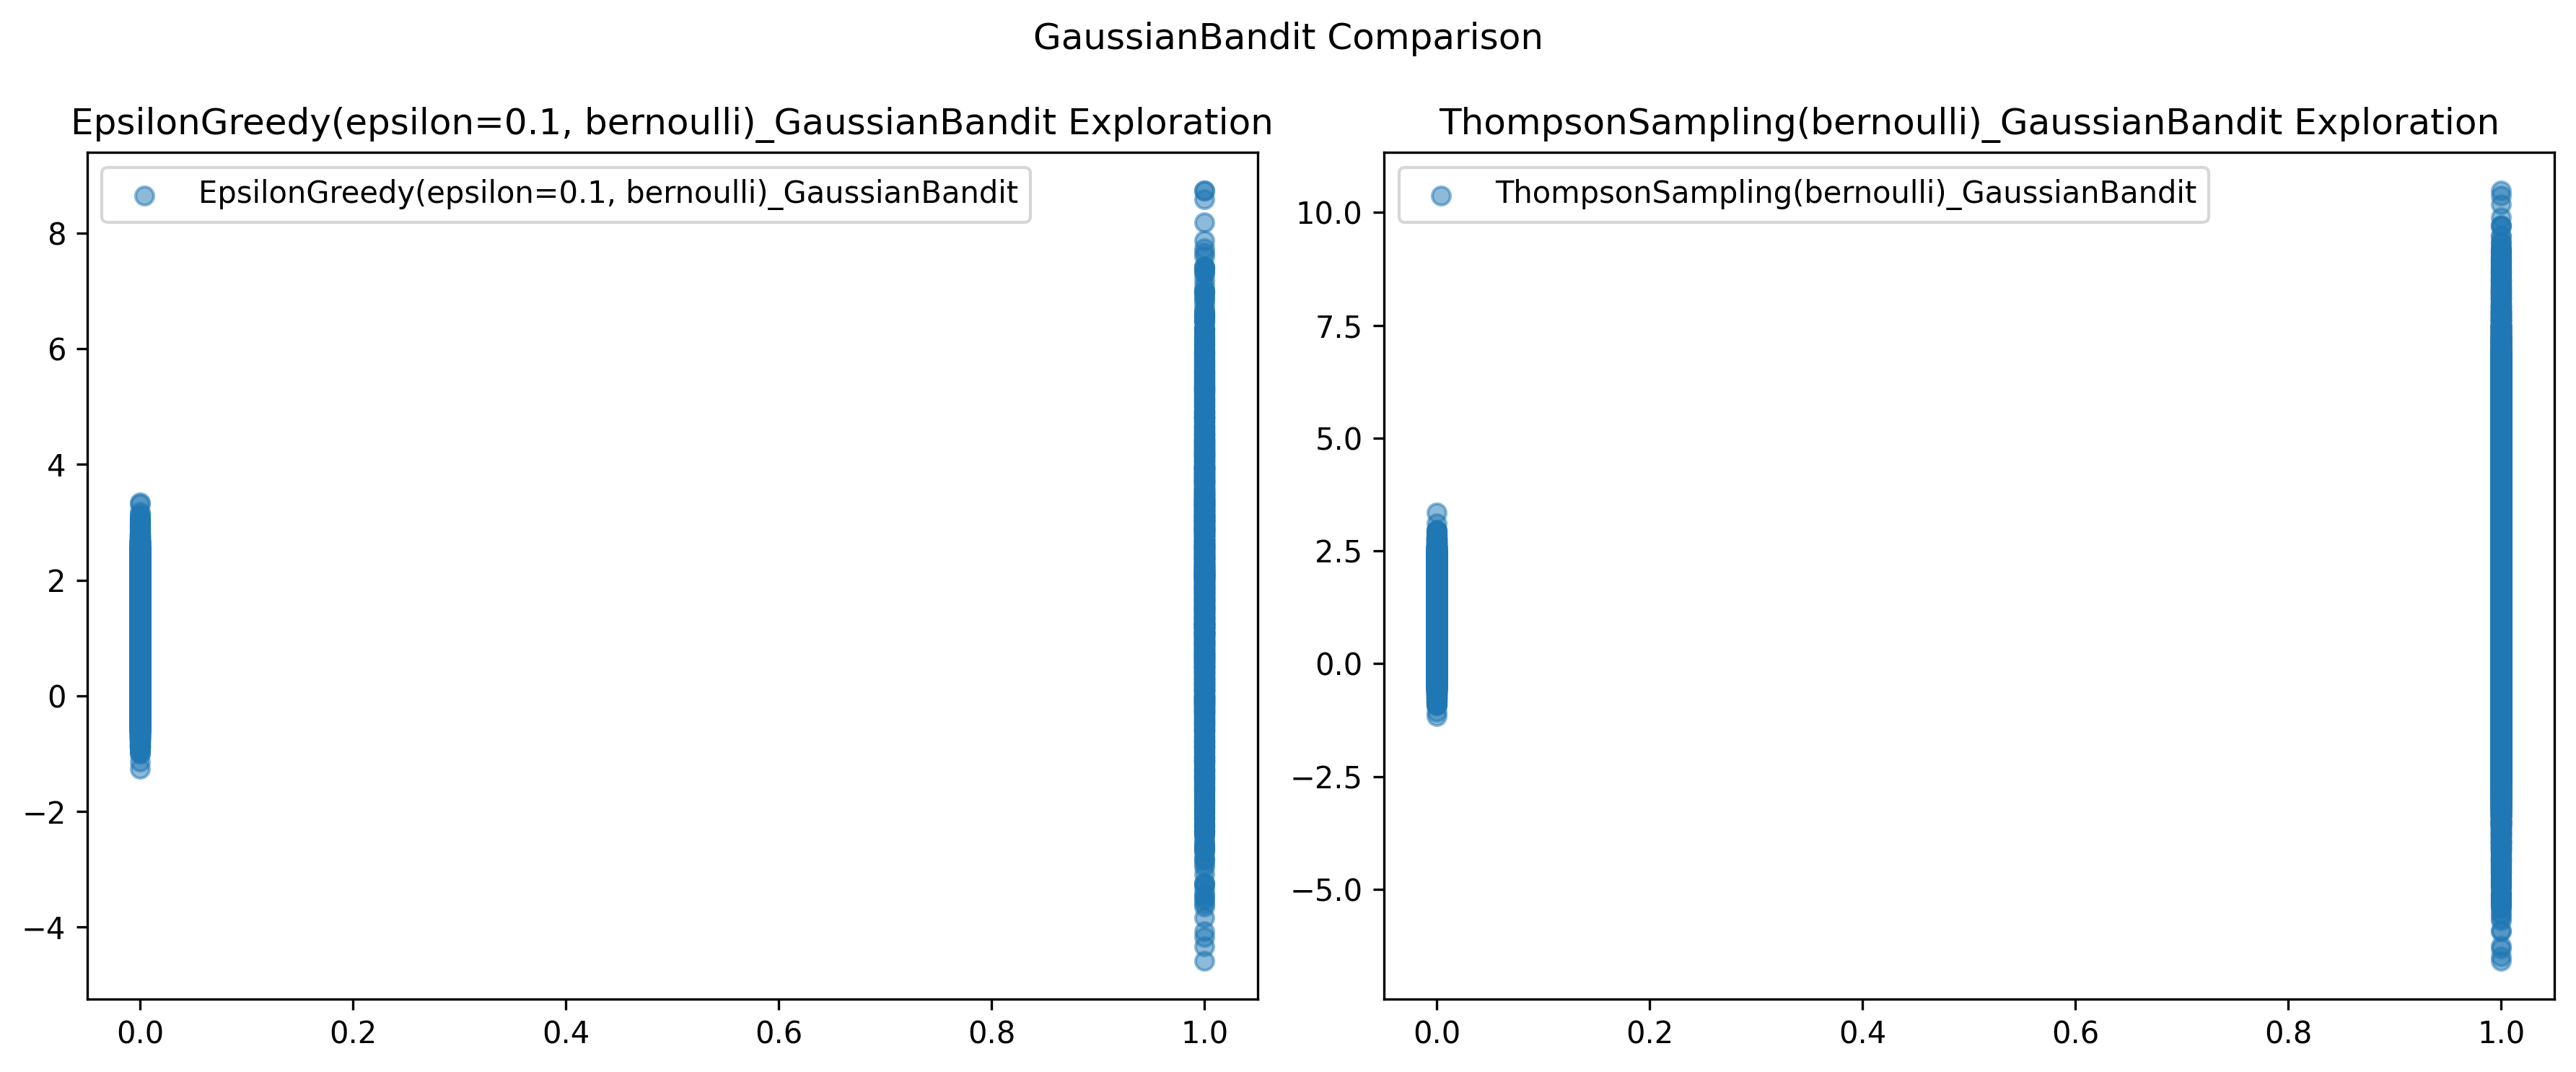 GaussianBandit Comparison
EpsilonGreedy(epsilon=0.1, bernoulli)_GaussianBandit Exploration
EpsilonGreedy(epsilon=0.1, bernoulli)_GaussianBandit
8
6
4
2
0
−2
−4
0.0 0.2 0.4 0.6 0.8 1.0
ThompsonSampling(bernoulli)_GaussianBandit Exploration
ThompsonSampling(bernoulli)_GaussianBandit
10.0
7.5
5.0
2.5
0.0
−2.5
−5.0
0.0 0.2 0.4 0.6 0.8 1.0